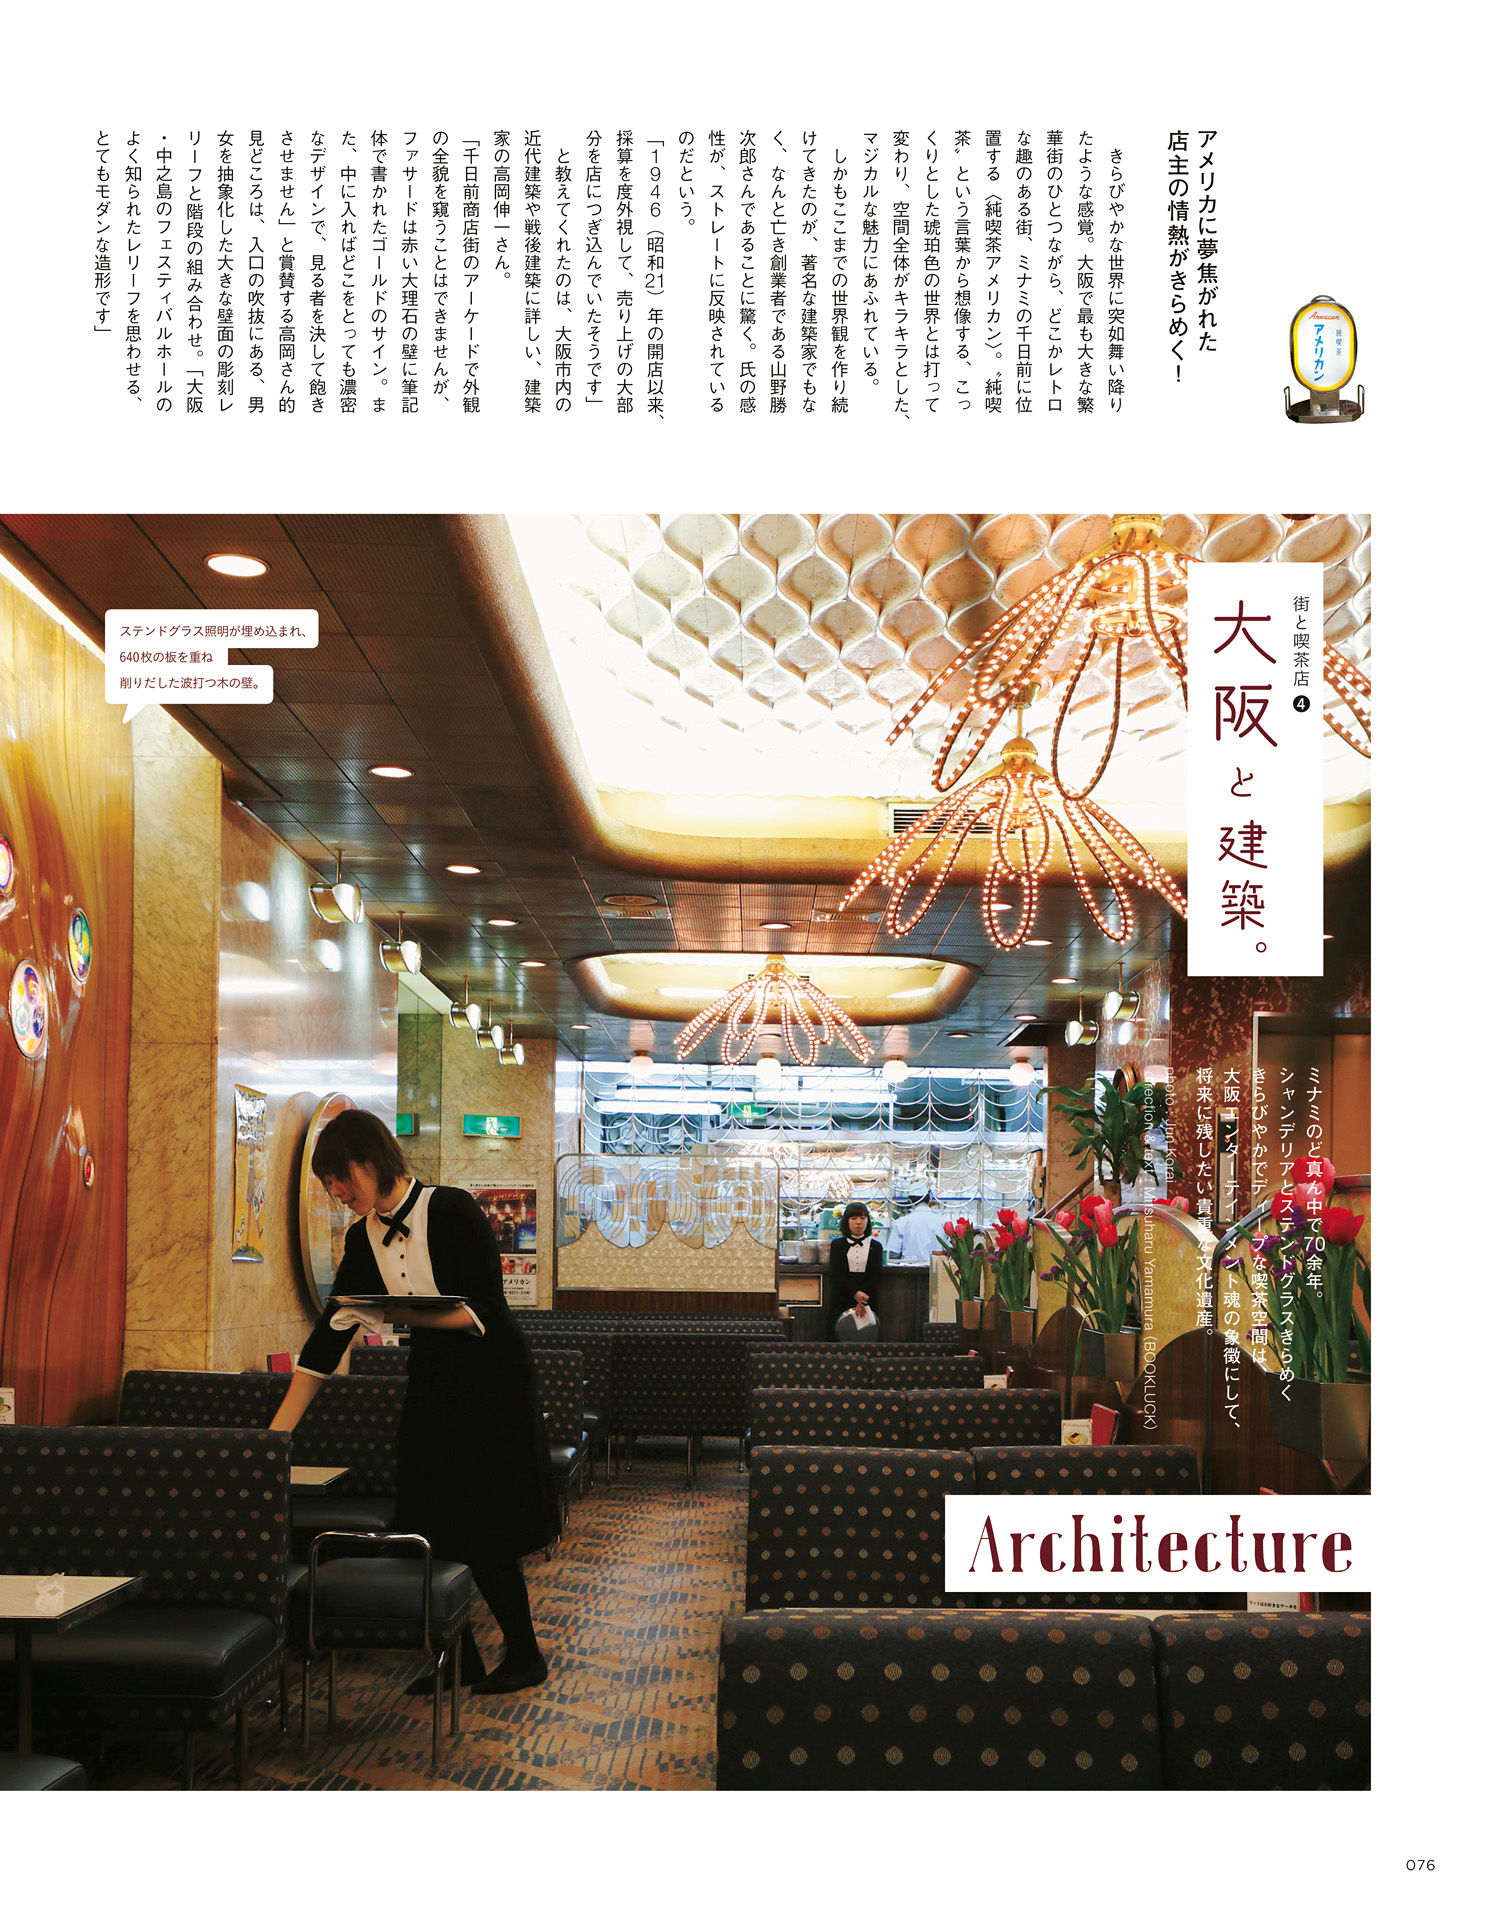 アメリカに夢焦がれた
店主の情熱がきらめく！
American
純喫茶
アメリカン
きらびやかな世界に突如舞い降り
たような感覚。大阪で最も大きな繁
華街のひとつながら、どこかレトロ
な趣のある街、ミナミの千日前に位
置する〈純喫茶アメリカン〉。〝純喫
茶〟という言葉から想像する、こっ
くりとした琥珀色の世界とは打って
変わり、空間全体がキラキラとした、
マジカルな魅力にあふれている。
しかもここまでの世界観を作り続
けてきたのが、著名な建築家でもな
く、なんと亡き創業者である山野勝
次郎さんであることに驚く。氏の感
性が、ストレートに反映されている
のだという。
「1946（昭和21）年の開店以来、
採算を度外視して、売り上げの大部
分を店につぎ込んでいたそうです」
と教えてくれたのは、大阪市内の
近代建築や戦後建築に詳しい、建築
家の高岡伸一さん。
「千日前商店街のアーケードで外観
の全貌を窺うことはできませんが、
ファサードは赤い大理石の壁に筆記
体で書かれたゴールドのサイン。ま
た、中に入ればどこをとっても濃密
なデザインで、見る者を決して飽き
させません」と賞賛する高岡さん的
見どころは、入口の吹抜にある、男
女を抽象化した大きな壁面の彫刻レ
リーフと階段の組み合わせ。「大阪
・中之島のフェスティバルホールの
よく知られたレリーフを思わせる、
とてもモダンな造形です」
街と喫茶店❹
大阪と建築。
ステンドグラス照明が埋め込まれ、
640枚の板を重ね
削りだした波打つ木の壁。
ミナミのど真ん中で70余年。
シャンデリアとステンドグラスきらめく
きらびやかでディープな喫茶空間は
大阪エンターテインメント魂の象徴にして、
将来に残したい貴重な文化遺産。
photo : Jun Kozai
direction & text : Mitsuharu Yamamura (BOOKLUCK)
アメリカン
Architecture
076